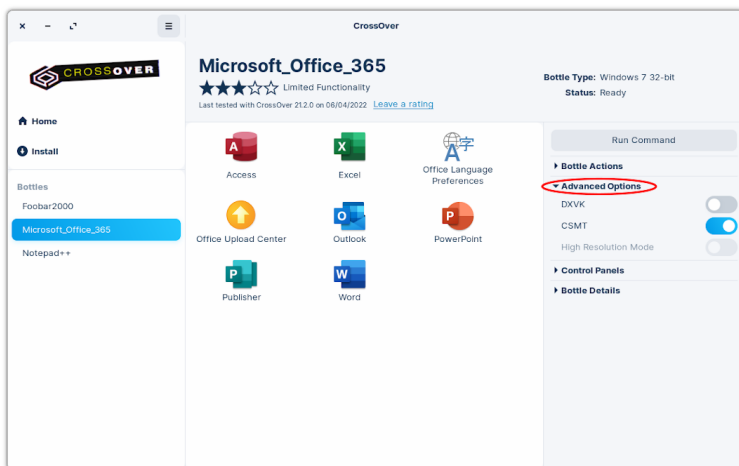 CrossOver
CROSSOVER
Home
Install
Bottles
Foobar2000
Microsoft_Office_365
Notepad++
Microsoft_Office_365
Limited Functionality
Last tested with CrossOver 21.2.0 on 06/04/2022 Leave a rating
Bottle Type: Windows 7 32-bit
Status: Ready
A
Access
X
Excel
A字
Office Language
Preferences
Office Upload Center
O
Outlook
P
PowerPoint
P
Publisher
W
Word
Run Command
Bottle Actions
Advanced Options
DXVK
CSMT
High Resolution Mode
Control Panels
Bottle Details